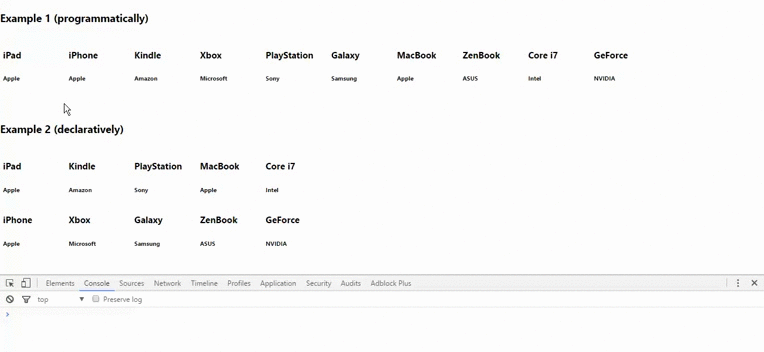 Example 1 (programmatically)
iPad iPhone Kindle Xbox PlayStation Galaxy MacBook ZenBook Core i7 GeForce
Apple Apple Amazon Microsoft Sony Samsung Apple ASUS Intel NVIDIA
Example 2 (declaratively)
iPad Kindle PlayStation MacBook Core i7
Apple Amazon Sony Apple Intel
iPhone Xbox Galaxy ZenBook GeForce
Apple Microsoft Samsung ASUS NVIDIA
Elements Console Sources Network Timeline Profiles Application Security Audits Adblock Plus
top Preserve log